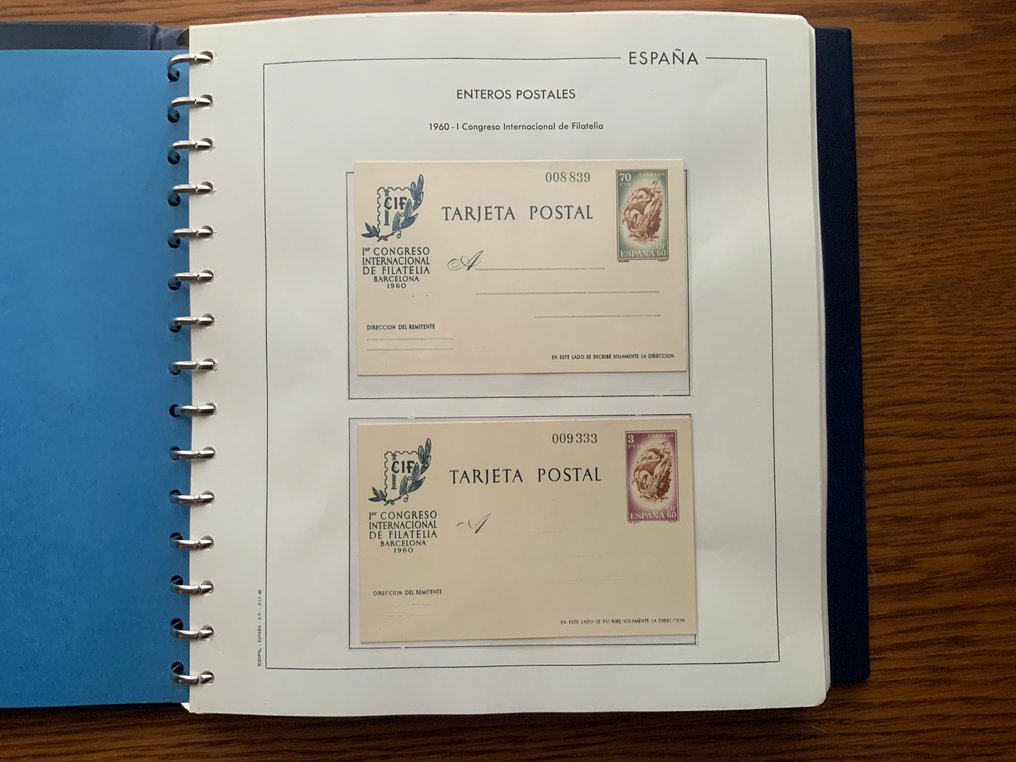 ESPAÑA
ENTEROS POSTALES
1960 - I Congreso Internacional de Filatelia
008839
CIF
I
TARJETA POSTAL
70
CTS
CORREOS
CIF
ESPAÑA 60
1er CONGRESO
INTERNACIONAL
DE FILATELIA
BARCELONA
1960
A
DIRECCION DEL REMITENTE
EN ESTE LADO SE ESCRIBE SOLAMENTE LA DIRECCION
009333
CIF
I
TARJETA POSTAL
3
PTAS
CORREOS
CIF
ESPAÑA 60
1er CONGRESO
INTERNACIONAL
DE FILATELIA
BARCELONA
1960
A
DIRECCION DEL REMITENTE
EN ESTE LADO SE ESCRIBE SOLAMENTE LA DIRECCION